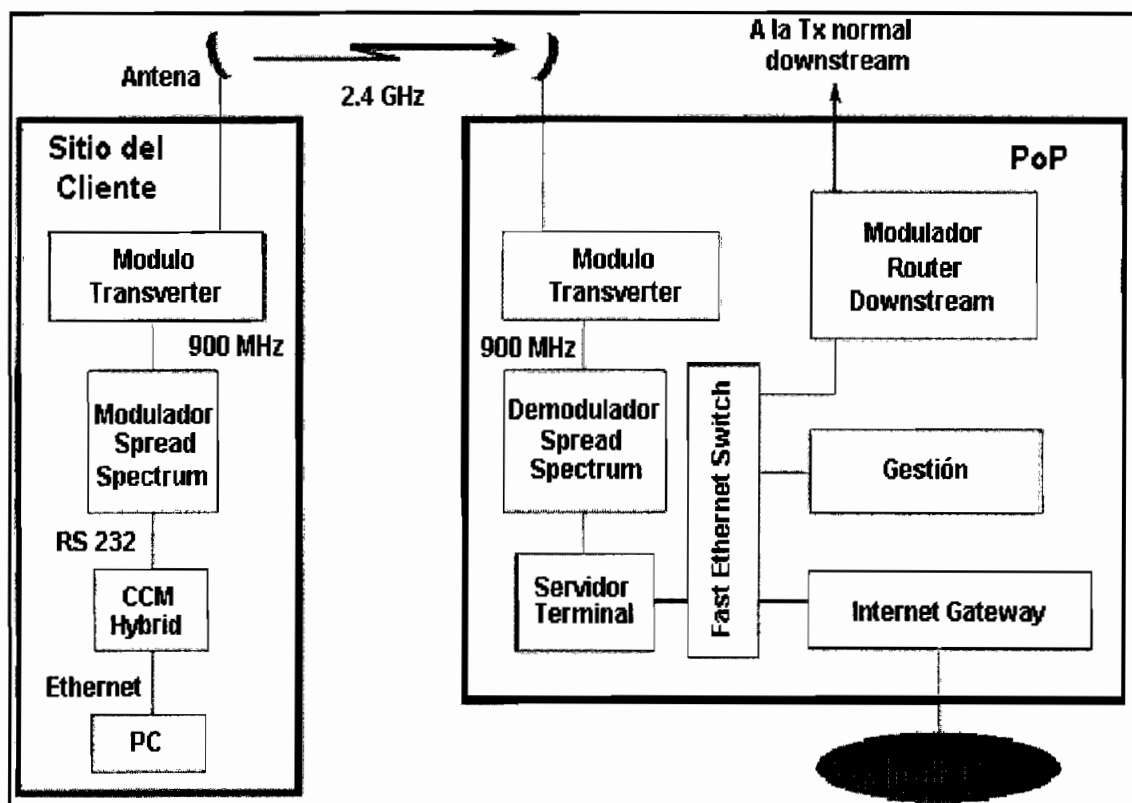 A la Tx normal
downstream
Antena
2.4 GHz
Sitio del
Cliente
PoP
Modulo
Transverter
Modulo
Transverter
Modulador
Router
Downstream
900 MHz
900 MHz
Modulador
Spread
Spectrum
Demodulador
Spread
Spectrum
Fast Ethernet Switch
Gestión
RS 232
CCM
Hybrid
Servidor
Terminal
Internet Gateway
Ethernet
PC